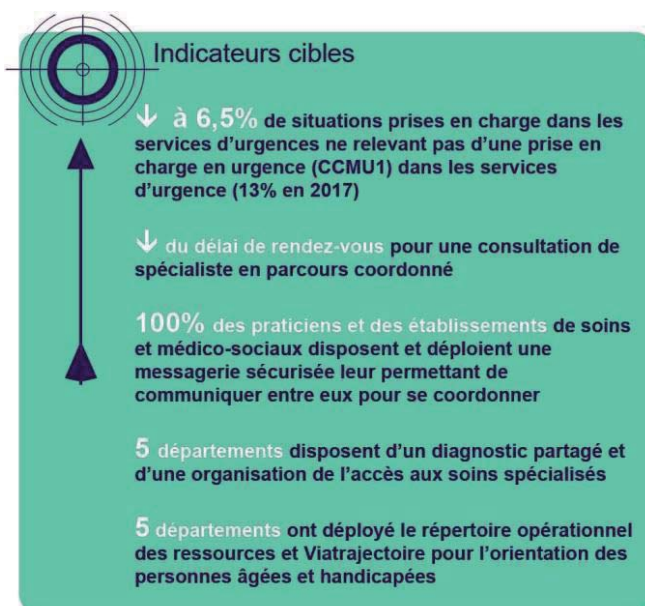 Indicateurs cibles
↓ à 6,5% de situations prises en charge dans les
services d'urgences ne relevant pas d'une prise en
charge en urgence (CCMU1) dans les services
d'urgence (13% en 2017)
↓ du délai de rendez-vous pour une consultation de
spécialiste en parcours coordonné
100% des praticiens et des établissements de soins
et médico-sociaux disposent et déploient une
messagerie sécurisée leur permettant de
communiquer entre eux pour se coordonner
5 départements disposent d'un diagnostic partagé et
d'une organisation de l'accès aux soins spécialisés
5 départements ont déployé le répertoire opérationnel
des ressources et Viatrajectoire pour l'orientation des
personnes âgées et handicapées